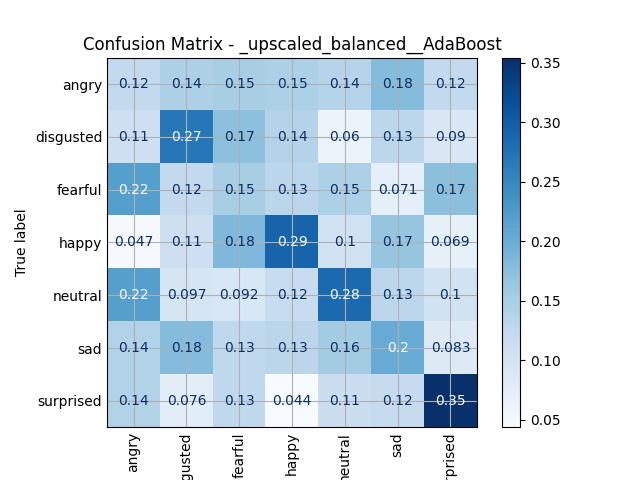 Confusion Matrix - _upscaled_balanced__AdaBoost
True label
angry 0.12 0.14 0.15 0.15 0.14 0.18 0.12
disgusted 0.11 0.27 0.17 0.14 0.06 0.13 0.09
fearful 0.22 0.12 0.15 0.13 0.15 0.071 0.17
happy 0.047 0.11 0.18 0.29 0.1 0.17 0.069
neutral 0.22 0.097 0.092 0.12 0.28 0.13 0.1
sad 0.14 0.18 0.13 0.13 0.16 0.2 0.083
surprised 0.14 0.076 0.13 0.044 0.11 0.12 0.35
angry gusted fearful happy neutral sad prised
0.35
0.30
0.25
0.20
0.15
0.10
0.05